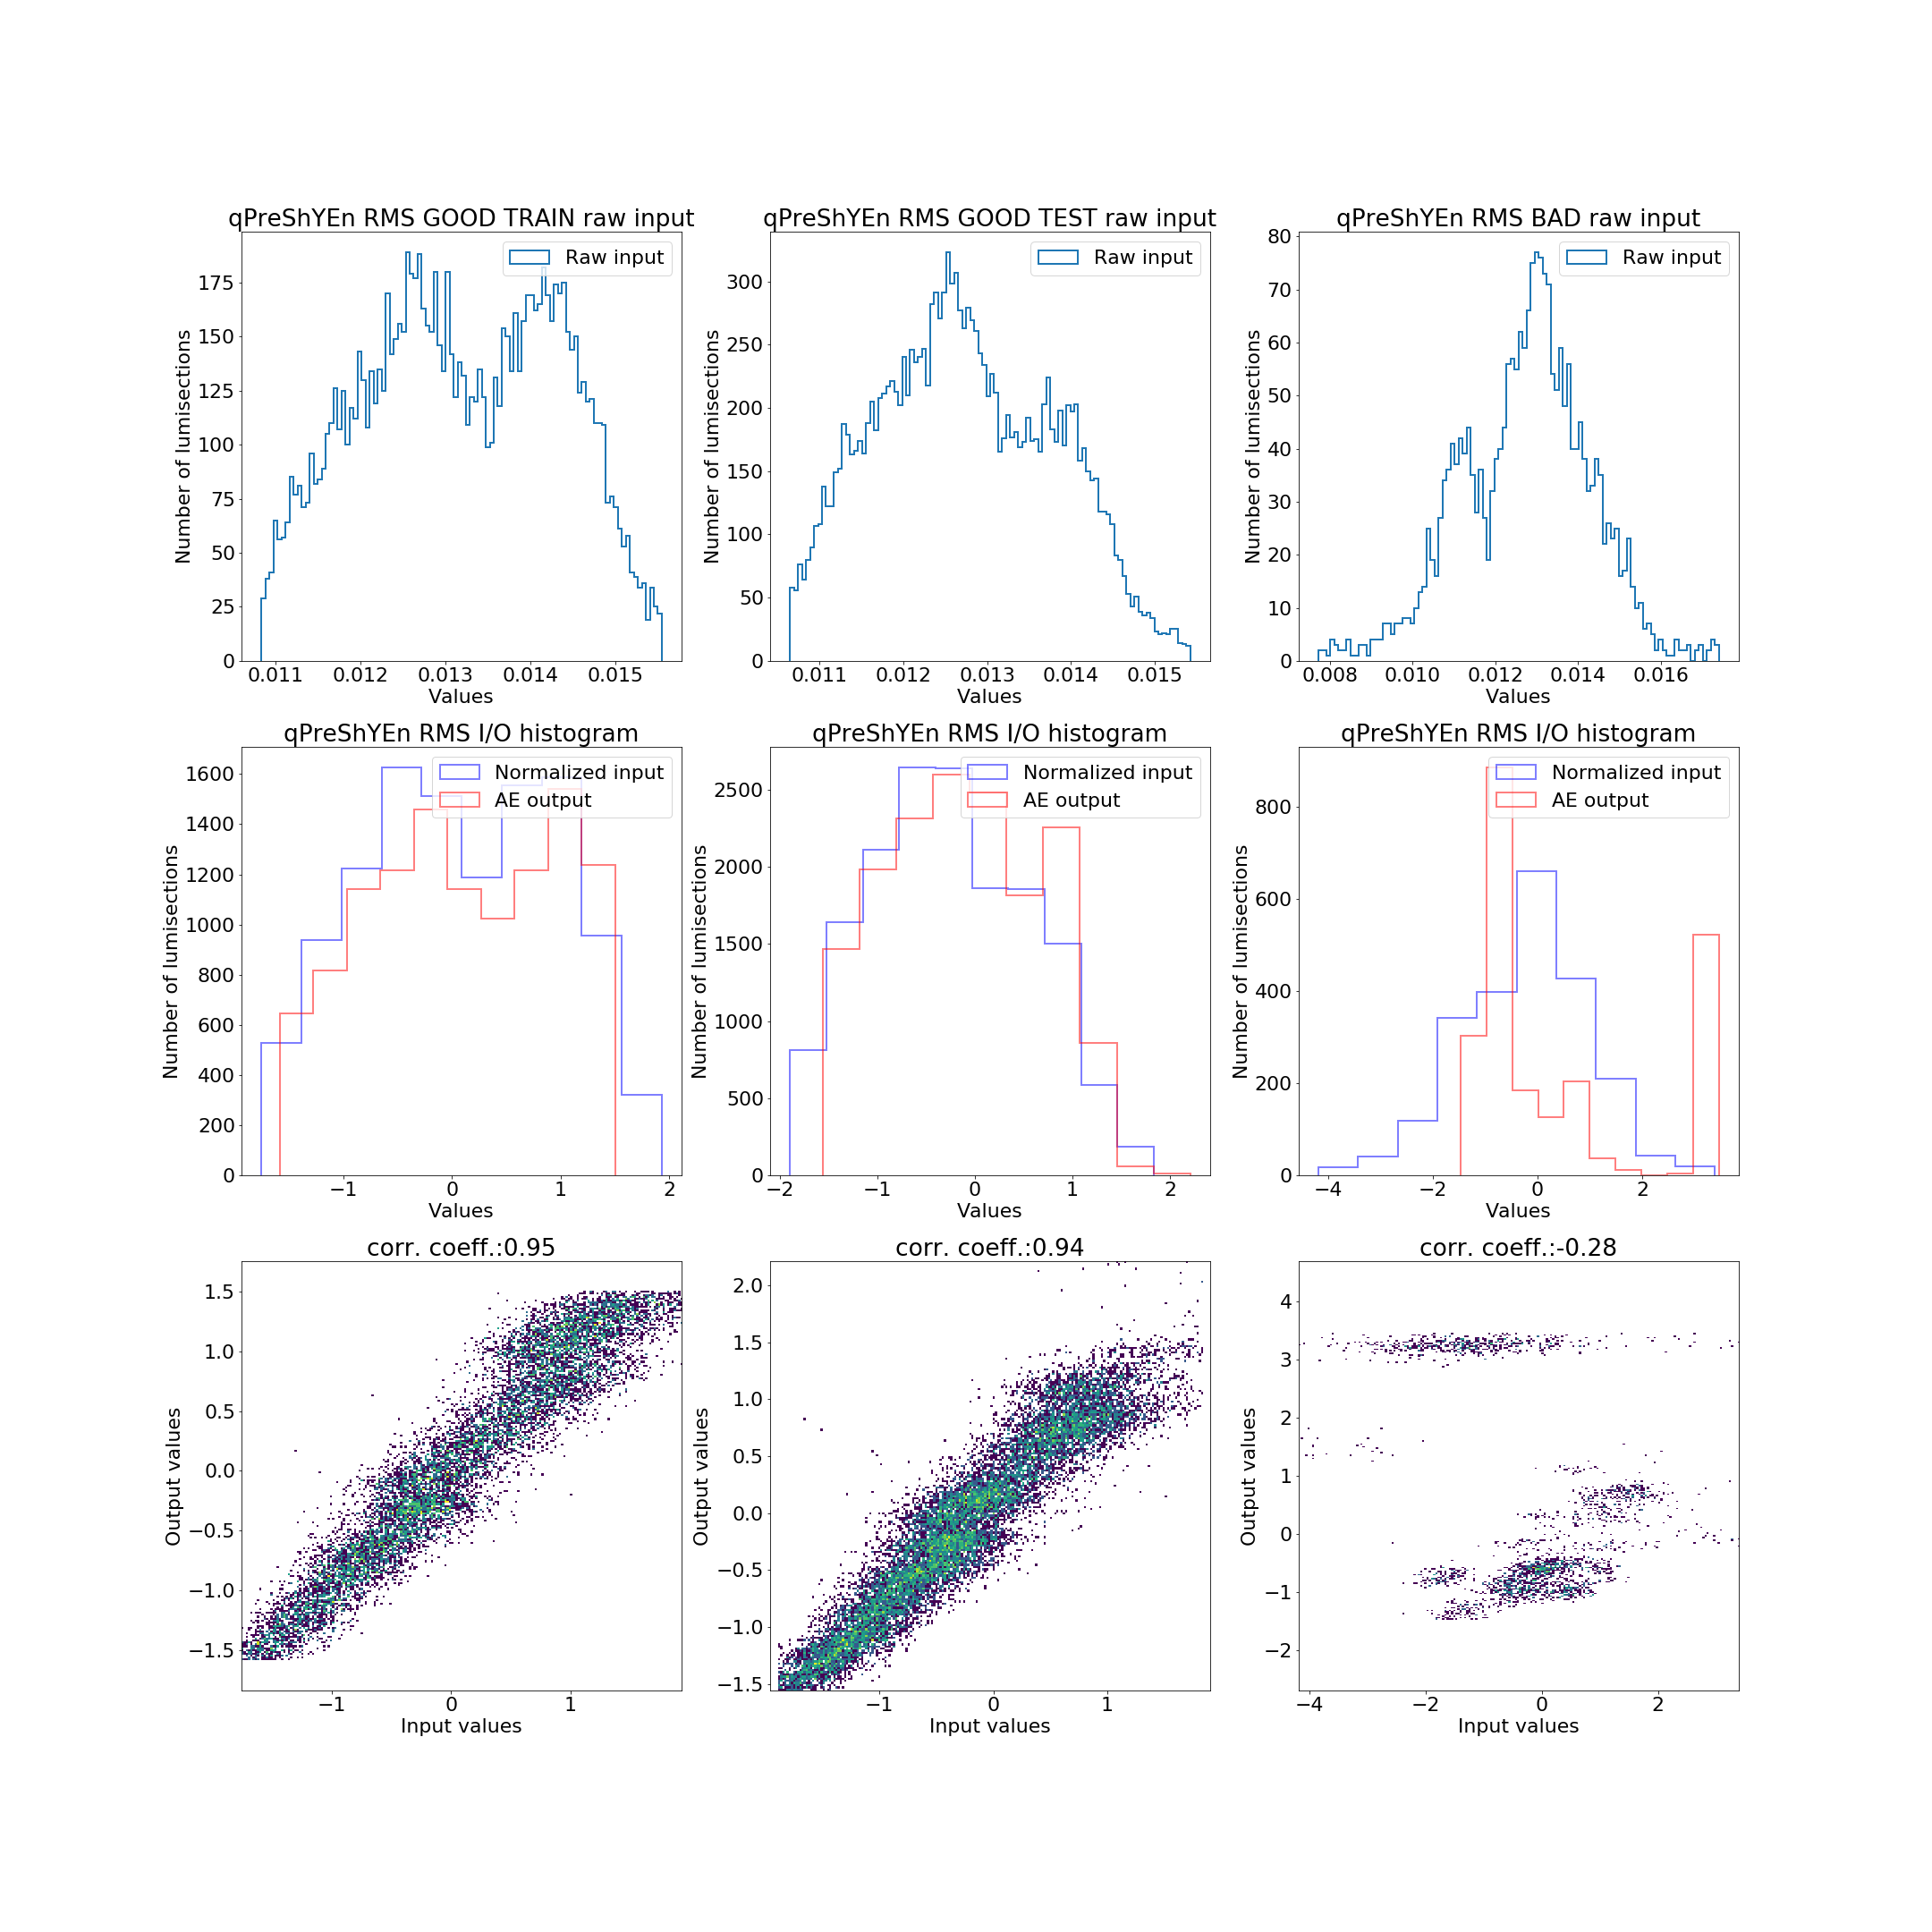 qPreShYEn RMS GOOD TRAIN raw input
Raw input
175
150
125
100
75
50
25
0
Number of lumisections
0.011 0.012 0.013 0.014 0.015
Values
qPreShYEn RMS GOOD TEST raw input
Raw input
300
250
200
150
100
50
0
Number of lumisections
0.011 0.012 0.013 0.014 0.015
Values
qPreShYEn RMS BAD raw input
Raw input
80
70
60
50
40
30
20
10
0
Number of lumisections
0.008 0.010 0.012 0.014 0.016
Values
qPreShYEn RMS I/O histogram
Normalized input
AE output
1600
1400
1200
1000
800
600
400
200
0
Number of lumisections
−1 0 1 2
Values
qPreShYEn RMS I/O histogram
Normalized input
AE output
2500
2000
1500
1000
500
0
Number of lumisections
−2 −1 0 1 2
Values
qPreShYEn RMS I/O histogram
Normalized input
AE output
800
600
400
200
0
Number of lumisections
−4 −2 0 2
Values
corr. coeff.:0.95
1.5
1.0
0.5
0.0
−0.5
−1.0
−1.5
Output values
−1 0 1
Input values
corr. coeff.:0.94
2.0
1.5
1.0
0.5
0.0
−0.5
−1.0
−1.5
Output values
−1 0 1
Input values
corr. coeff.:-0.28
4
3
2
1
0
−1
−2
Output values
−4 −2 0 2
Input values